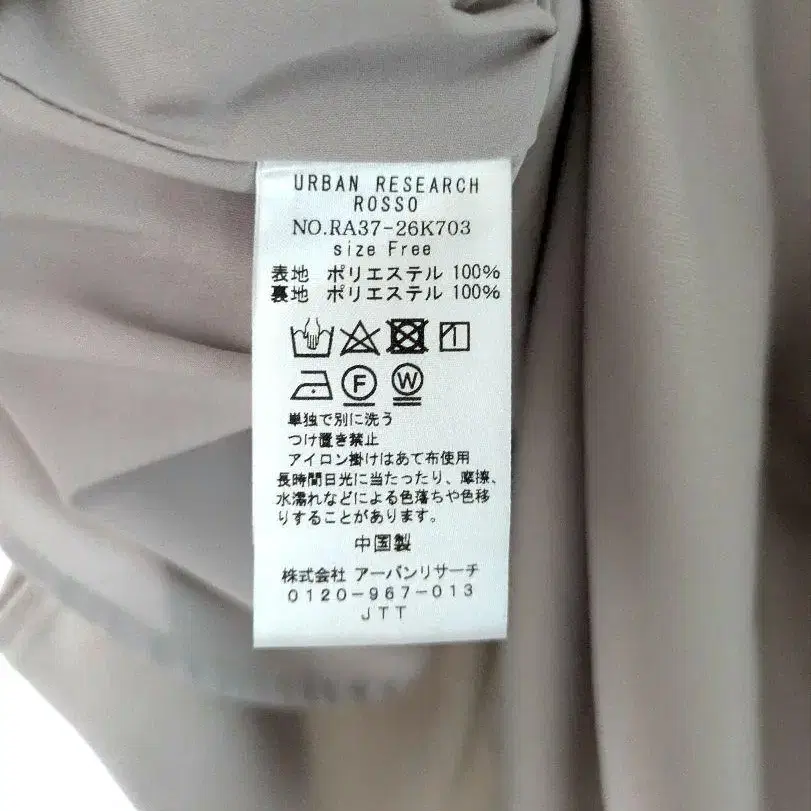 URBAN RESEARCH
ROSSO
NO.RA37-26K703
size Free
表地 ポリエステル 100%
裏地 ポリエステル 100%
F W
単独で別に洗う
つけ置き禁止
アイロン掛けはあて布使用
長時間日光に当たったり、摩擦、
水濡れなどによる色落ちや色移
りすることがあります。
中国製
株式会社 アーバンリサーチ
0120-967-013
JTT